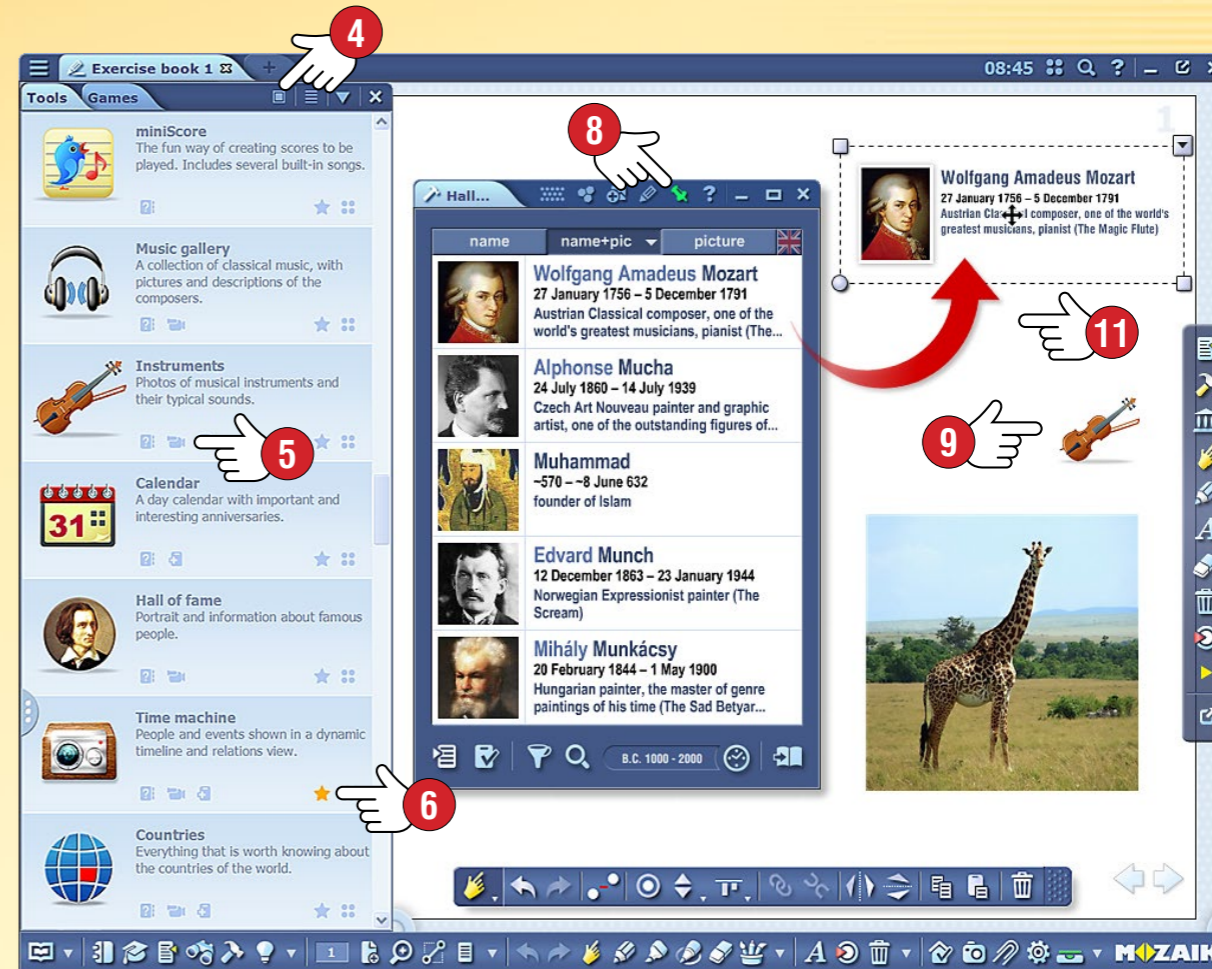 4
Exercise book 1
08:45
Tools Games
miniScore
The fun way of creating scores to be
played. Includes several built-in songs.
Music gallery
A collection of classical music, with
pictures and descriptions of the
composers.
Instruments
Photos of musical instruments and
their typical sounds.
5
Calendar
A day calendar with important and
interesting anniversaries.
31
Hall of fame
Portrait and information about famous
people.
Time machine
People and events shown in a dynamic
timeline and relations view.
6
Countries
Everything that is worth knowing about
the countries of the world.
8
Hall...
name name+pic picture
Wolfgang Amadeus Mozart
27 January 1756 – 5 December 1791
Austrian Classical composer, one of the
world's greatest musicians, pianist (The...
Alphonse Mucha
24 July 1860 – 14 July 1939
Czech Art Nouveau painter and graphic
artist, one of the outstanding figures of...
Muhammad
~570 – ~8 June 632
founder of Islam
Edvard Munch
12 December 1863 – 23 January 1944
Norwegian Expressionist painter (The
Scream)
Mihály Munkácsy
20 February 1844 – 1 May 1900
Hungarian painter, the master of genre
paintings of his time (The Sad Betyar...
B.C. 1000 - 2000
1
Wolfgang Amadeus Mozart
27 January 1756 – 5 December 1791
Austrian composer, one of the world's
greatest musicians, pianist (The Magic Flute)
11
9
1
A
MOZAIK